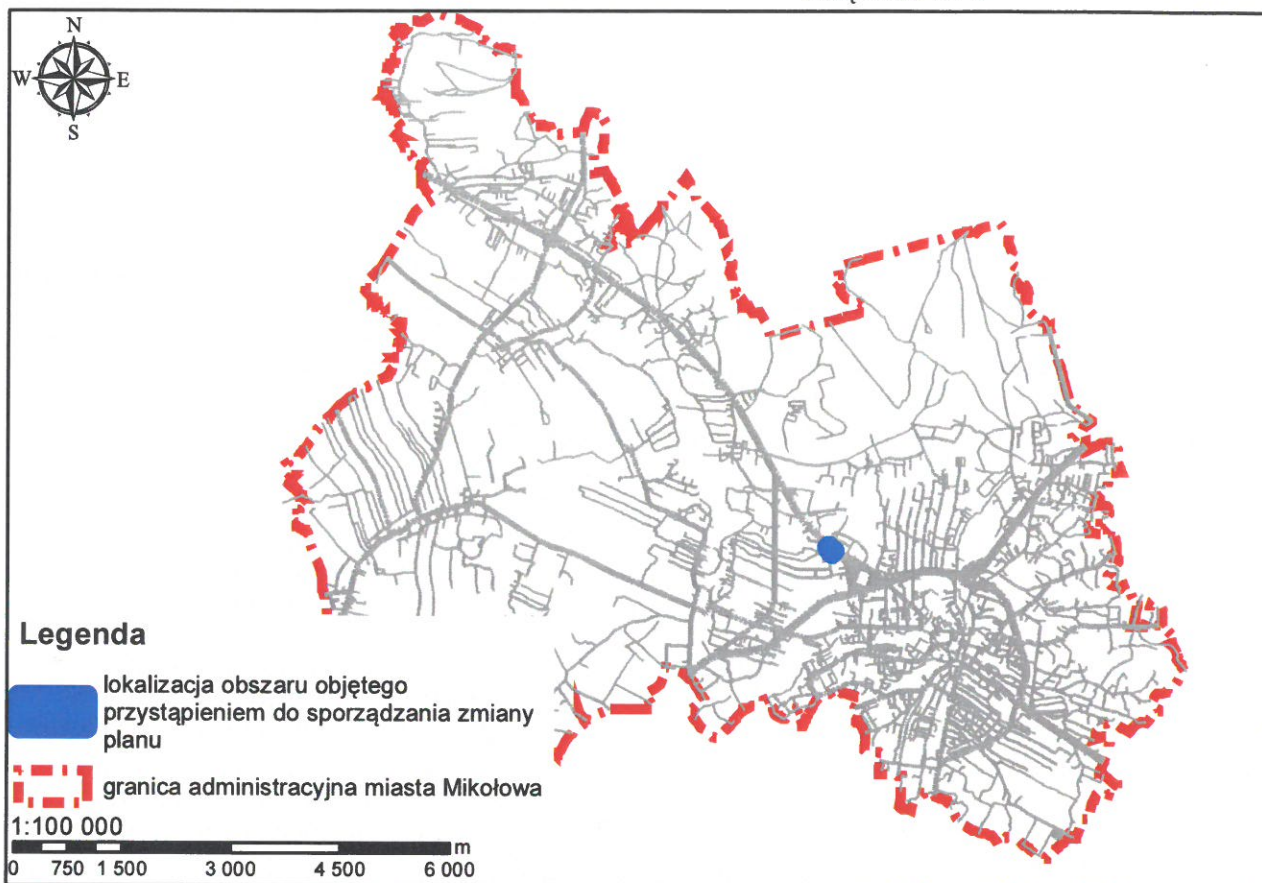 N
W E
S
Legenda
lokalizacja obszaru objętego
przystąpieniem do sporządzania zmiany
planu
granica administracyjna miasta Mikołowa
1:100 000
m
0 750 1 500 3 000 4 500 6 000